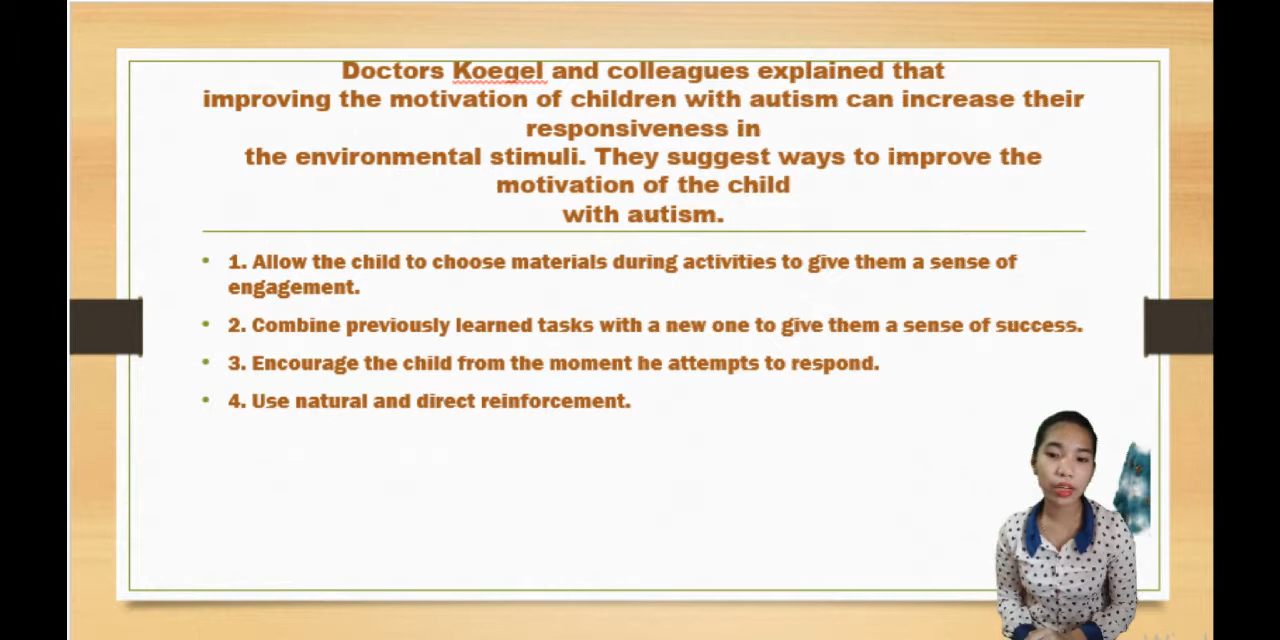 Doctors Koegel and colleagues explained that
improving the motivation of children with autism can increase their
responsiveness in
the environmental stimuli. They suggest ways to improve the
motivation of the child
with autism.
• 1. Allow the child to choose materials during activities to give them a sense of
engagement.
• 2. Combine previously learned tasks with a new one to give them a sense of success.
• 3. Encourage the child from the moment he attempts to respond.
• 4. Use natural and direct reinforcement.